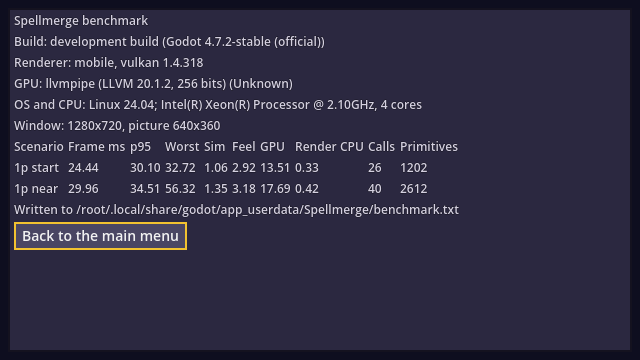 Spellmerge benchmark
Build: development build (Godot 4.7.2-stable (official))
Renderer: mobile, vulkan 1.4.318
GPU: llvmpipe (LLVM 20.1.2, 256 bits) (Unknown)
OS and CPU: Linux 24.04; Intel(R) Xeon(R) Processor @ 2.10GHz, 4 cores
Window: 1280x720, picture 640x360
Scenario Frame ms p95 Worst Sim Feel GPU Render CPU Calls Primitives
1p start 24.44 30.10 32.72 1.06 2.92 13.51 0.33 26 1202
1p near 29.96 34.51 56.32 1.35 3.18 17.69 0.42 40 2612
Written to /root/.local/share/godot/app_userdata/Spellmerge/benchmark.txt
Back to the main menu